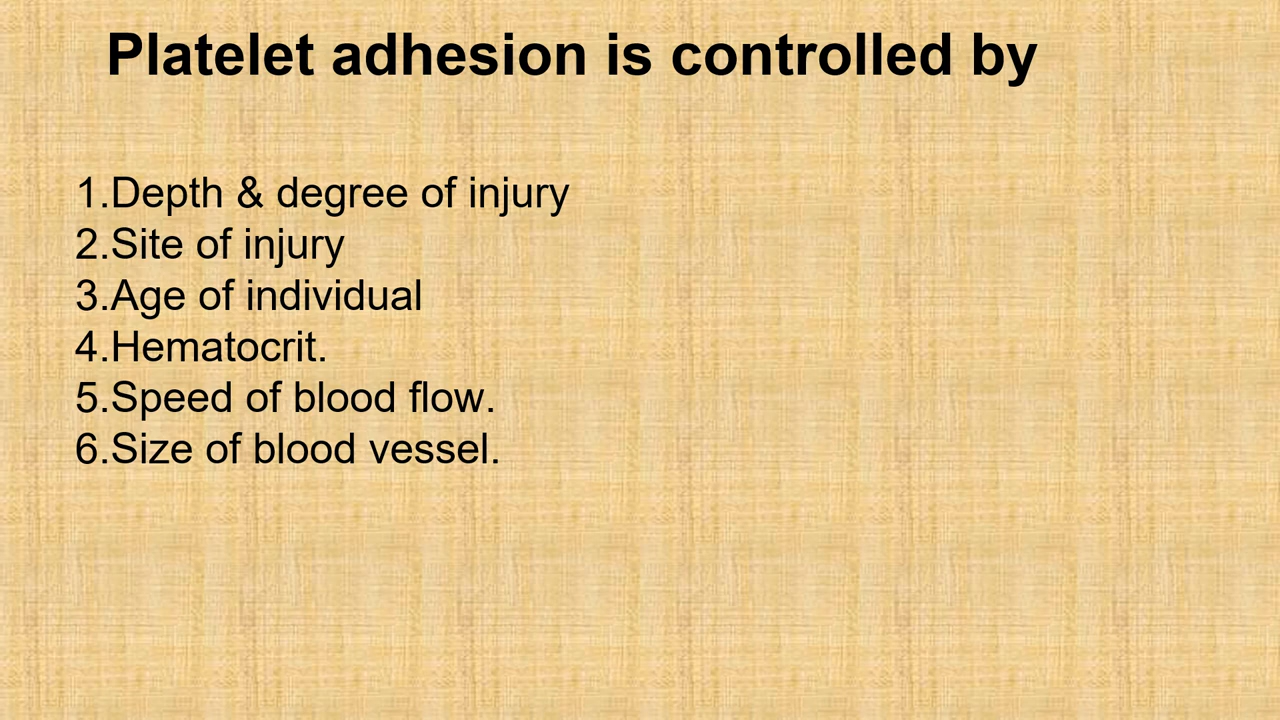 Platelet adhesion is controlled by
1.Depth & degree of injury
2.Site of injury
3.Age of individual
4.Hematocrit.
5.Speed of blood flow.
6.Size of blood vessel.